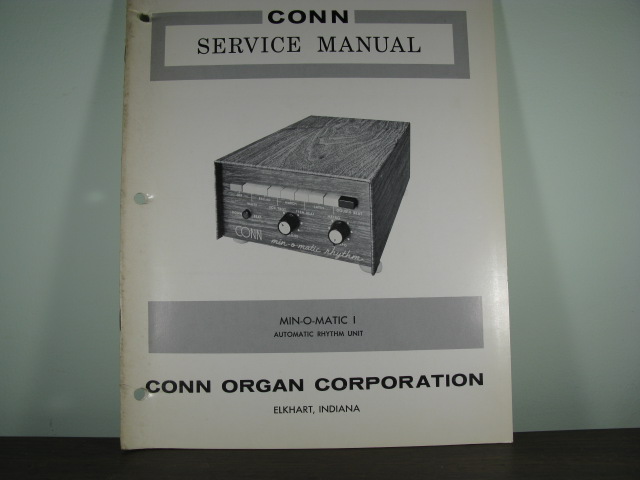 CONN
SERVICE MANUAL
CONN
min-o-matic rhythm
MIN-O-MATIC I
AUTOMATIC RHYTHM UNIT
CONN ORGAN CORPORATION
ELKHART, INDIANA